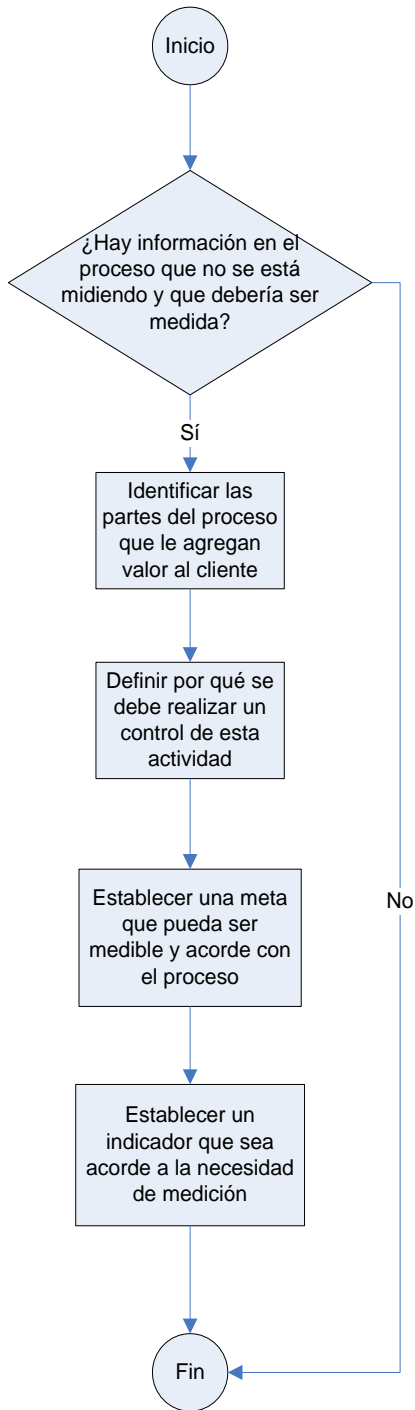 Inicio
¿Hay información en el
proceso que no se está
midiendo y que debería ser
medida?
Sí
Identificar las
partes del proceso
que le agregan
valor al cliente
Definir por qué se
debe realizar un
control de esta
actividad
Establecer una meta
que pueda ser
medible y acorde con
el proceso
No
Establecer un
indicador que sea
acorde a la necesidad
de medición
Fin